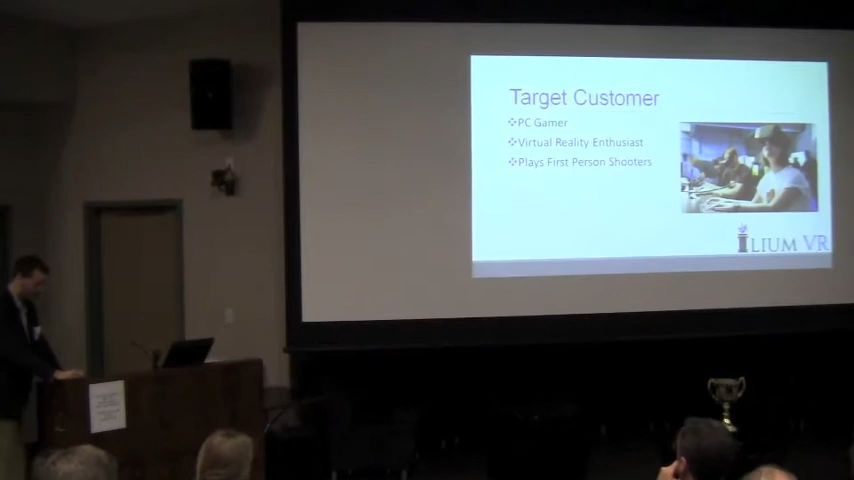 Target Customer
❖PC Gamer
❖Virtual Reality Enthusiast
❖Plays First Person Shooters
ILIUM VR